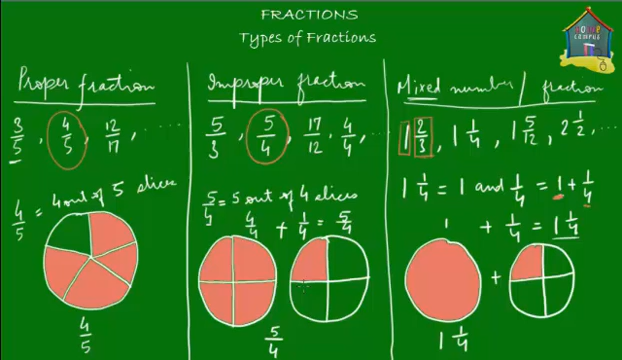 FRACTIONS
Types of Fractions
Home
campus
Proper fraction
3/5, 4/5, 12/17, ......
4/5 = 4 out of 5 slices
4/5
Improper fraction
5/3, 5/4, 17/12, 4/4, ...
5/4 = 5 out of 4 slices
4/4 + 1/4 = 5/4
5/4
Mixed number / fraction
1 2/3, 1 1/4, 1 5/12, 2 1/2, ...
1 1/4 = 1 and 1/4 = 1 + 1/4
1 + 1/4 = 1 1/4
+
1 1/4